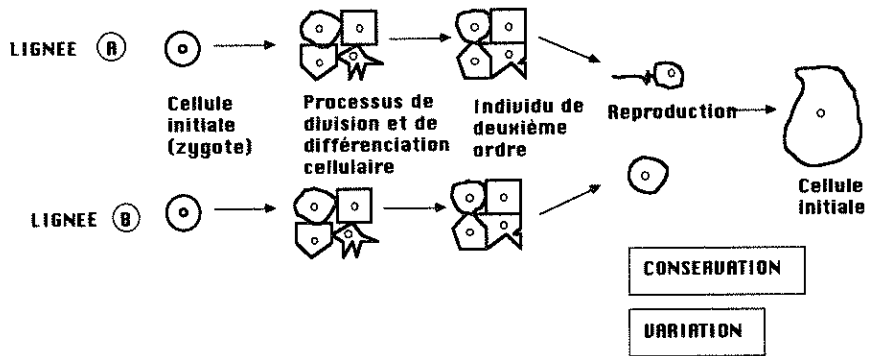 LIGNEE A
Cellule
initiale
(zygote)
Processus de
division et de
différenciation
cellulaire
Individu de
deuxième
ordre
Reproduction
Cellule
initiale
LIGNEE B
CONSERVATION
VARIATION